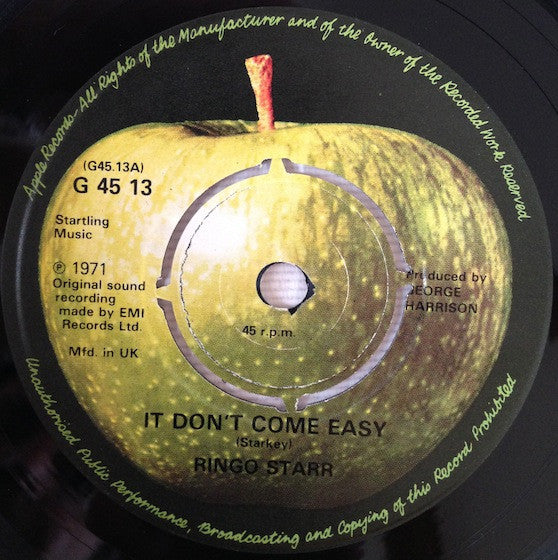 Apple Records - All Rights of the Manufacturer and of the Owner of the Recorded Work Reserved.
(G45.13A)
G 45 13
Startling
Music
℗ 1971
Original sound
recording
made by EMI
Records Ltd.
Mfd. in UK
Produced by
GEORGE
HARRISON
45 r.p.m.
IT DON'T COME EASY
(Starkey)
RINGO STARR
Unauthorised Public Performance, Broadcasting and Copying of this Record Prohibited